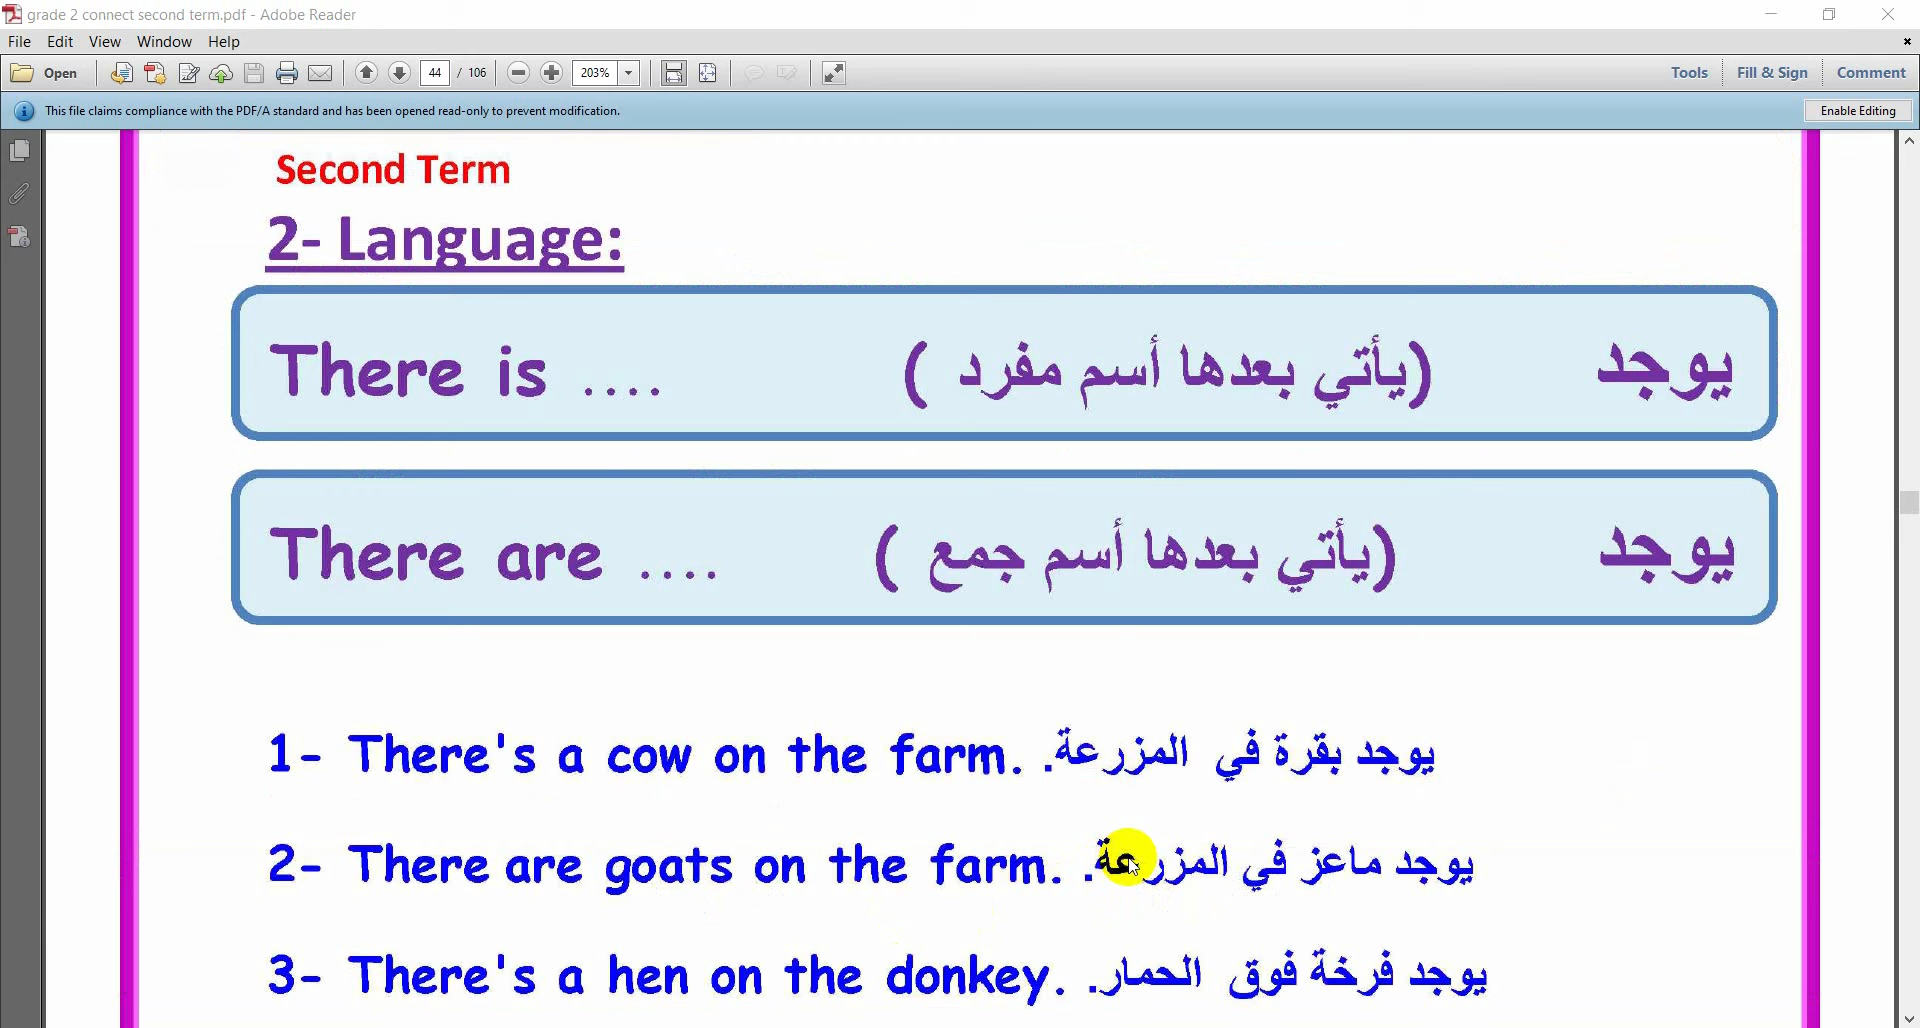 grade 2 connect second term.pdf - Adobe Reader
File Edit View Window Help
Open 44 / 106 203% Tools Fill & Sign Comment
This file claims compliance with the PDF/A standard and has been opened read-only to prevent modification. Enable Editing
Second Term
2- Language:
There is .... (يأتي بعدها أسم مفرد ) يوجد
There are .... (يأتي بعدها أسم جمع ) يوجد
1- There's a cow on the farm. يوجد بقرة في المزرعة.
2- There are goats on the farm. يوجد ماعز في المزرعة.
3- There's a hen on the donkey. يوجد فرخة فوق الحمار.